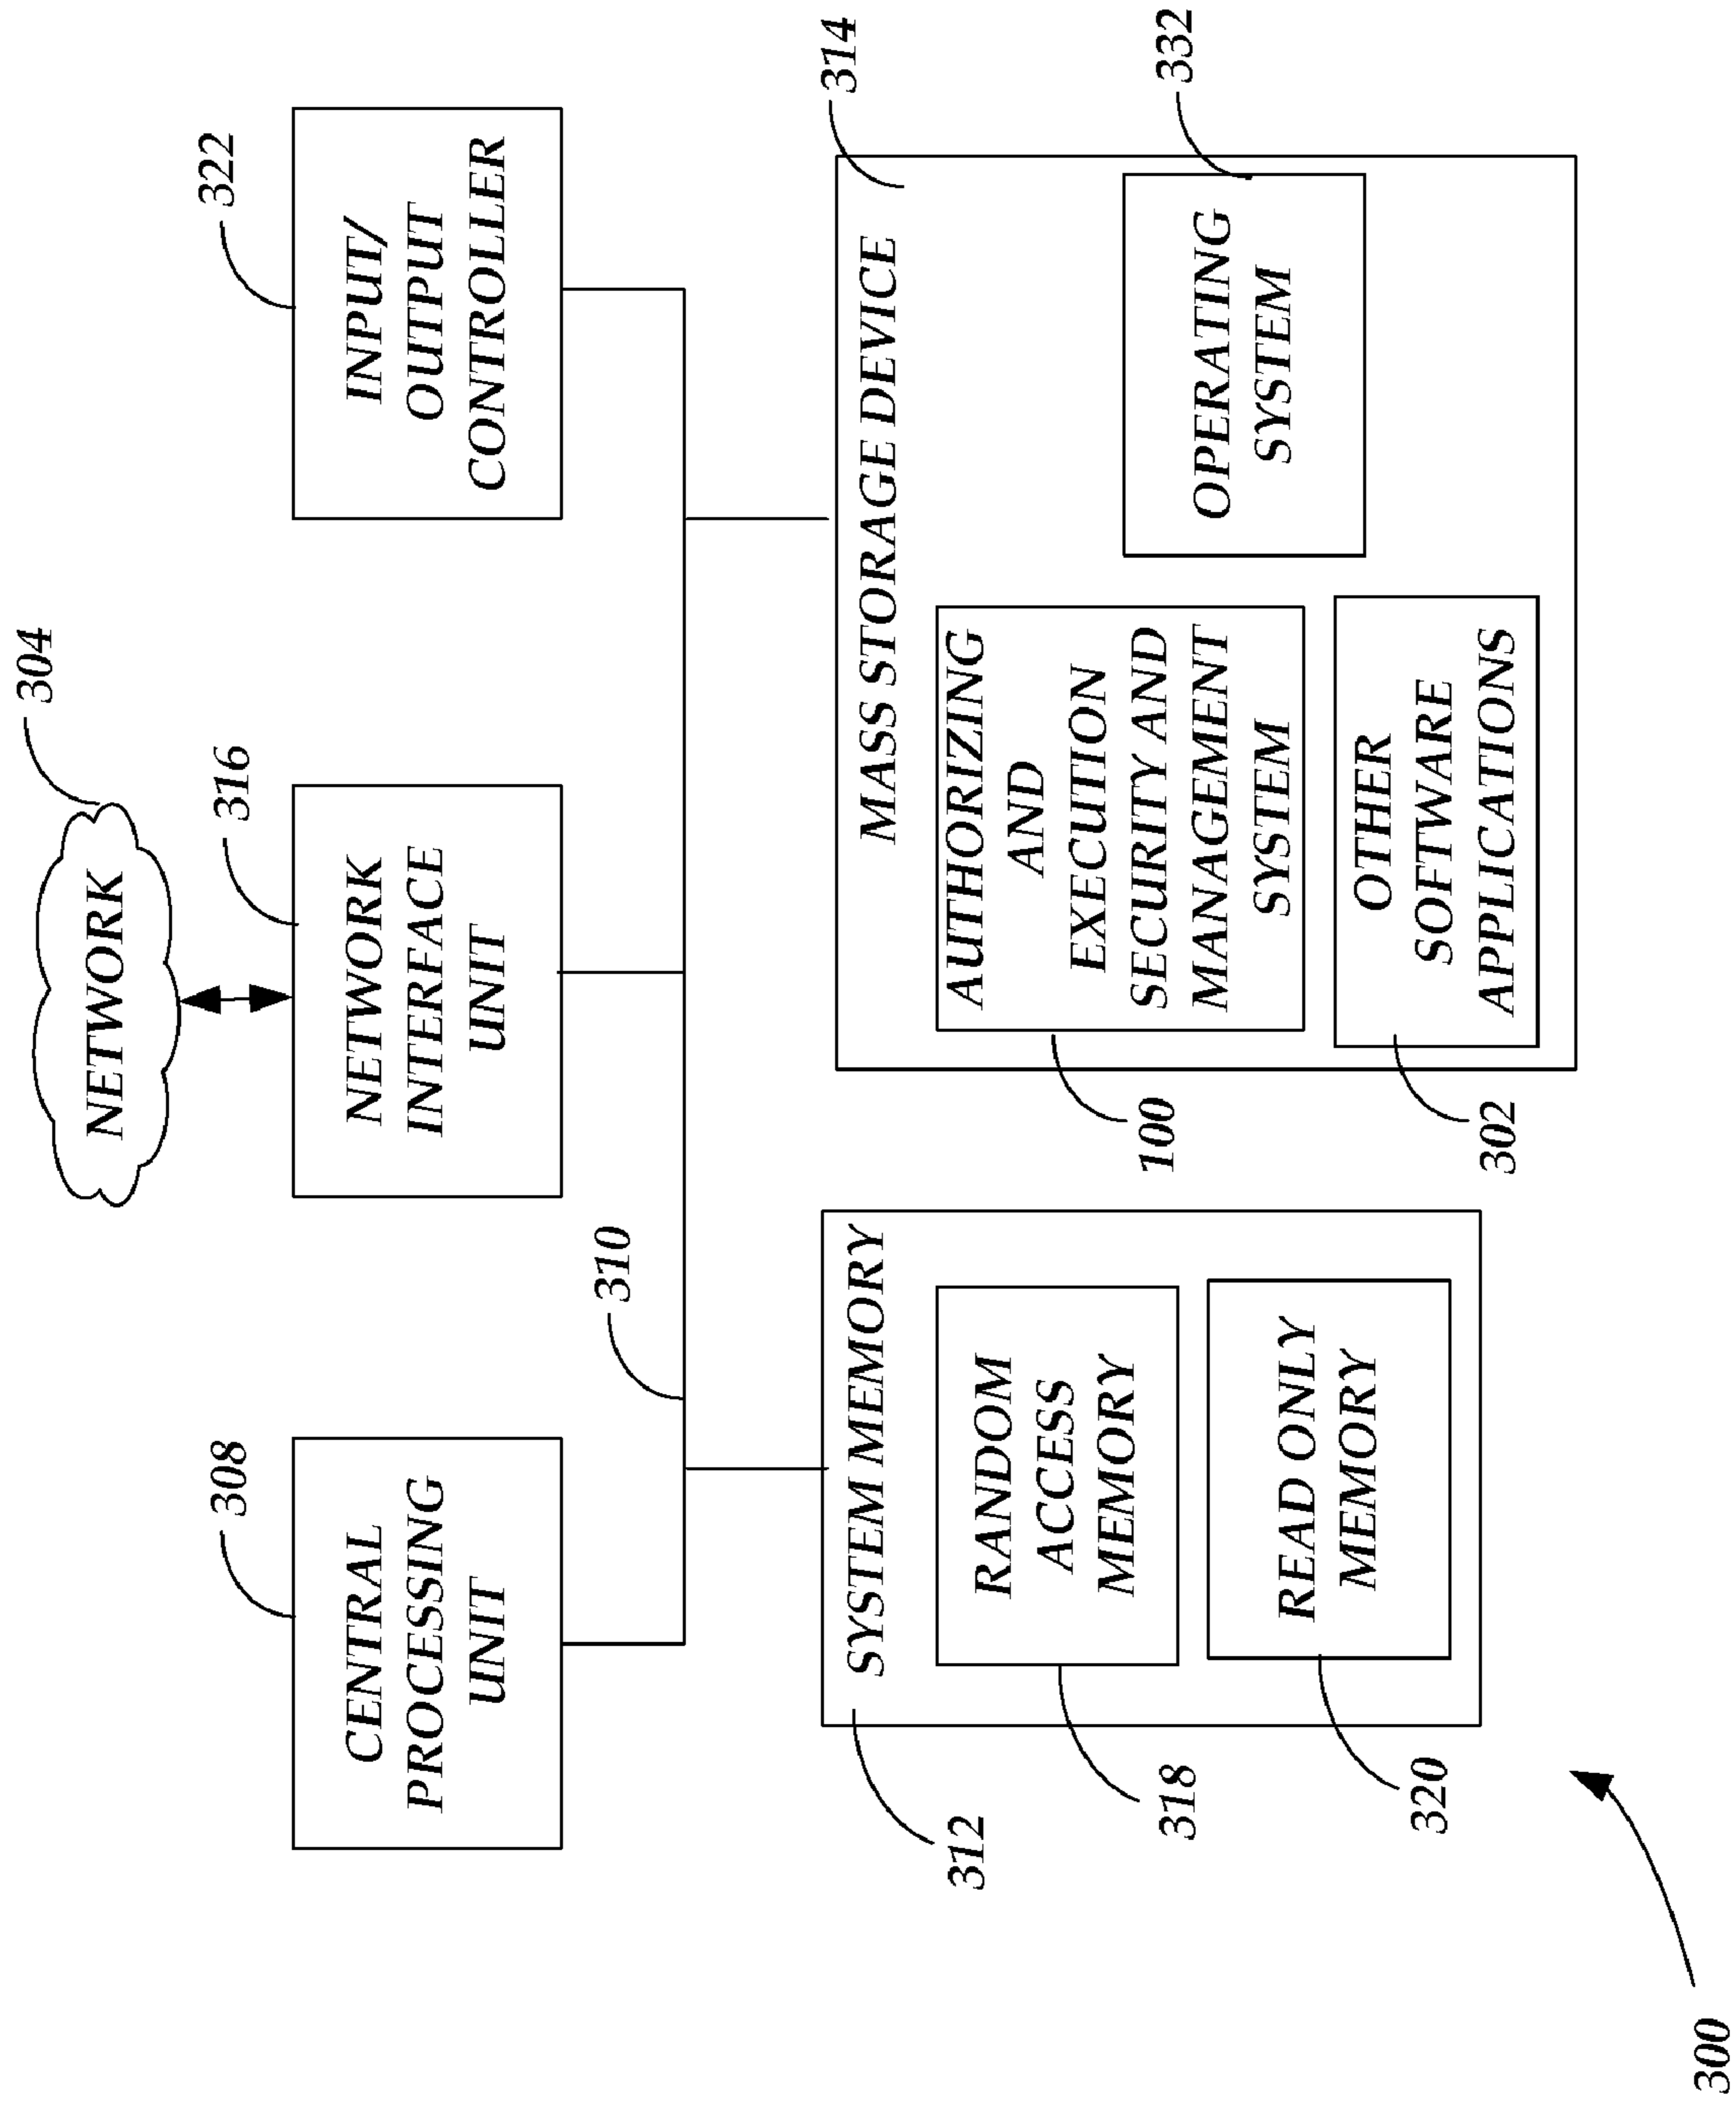 304
NETWORK
308
CENTRAL
PROCESSING
UNIT
316
NETWORK
INTERFACE
UNIT
322
INPUT/
OUTPUT
CONTROLLER
310
312
SYSTEM MEMORY
RANDOM
ACCESS
MEMORY
318
READ ONLY
MEMORY
320
314
MASS STORAGE DEVICE
AUTHORIZING
AND
EXECUTION
SECURITY AND
MANAGEMENT
SYSTEM
100
OTHER
SOFTWARE
APPLICATIONS
302
332
OPERATING
SYSTEM
300